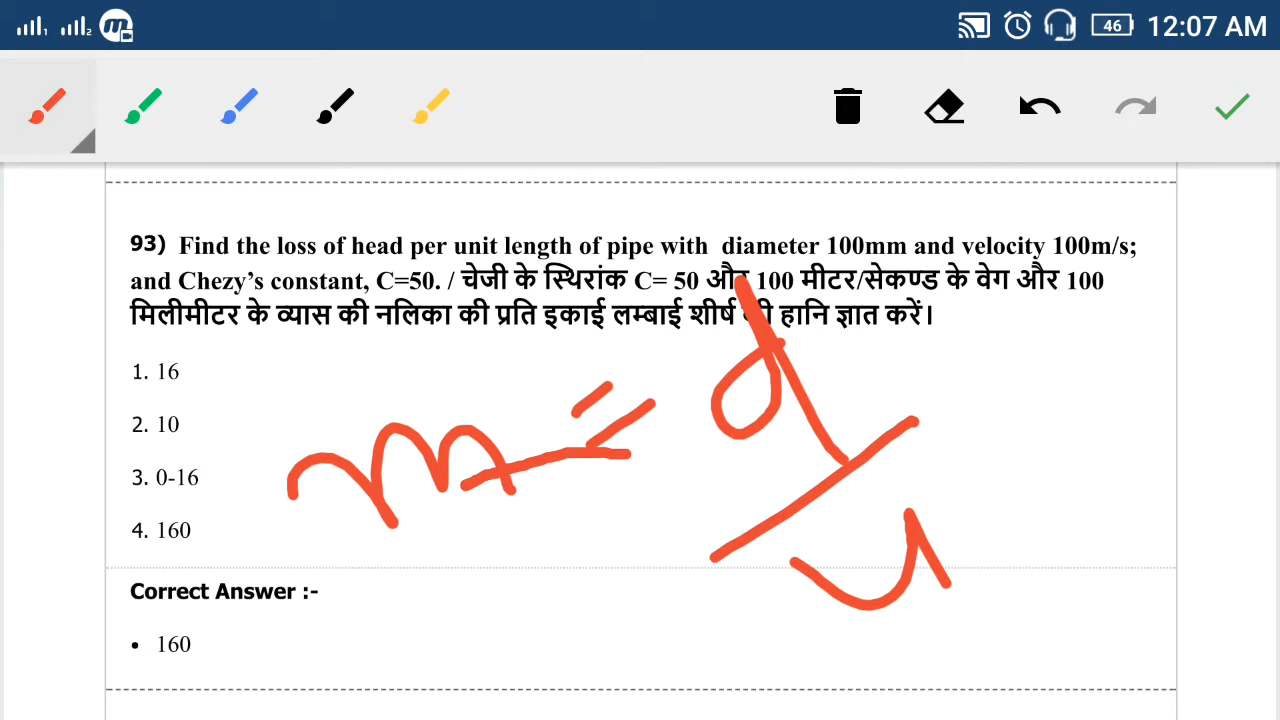 12:07 AM
46
93) Find the loss of head per unit length of pipe with diameter 100mm and velocity 100m/s;
and Chezy's constant, C=50. / चेजी के स्थिरांक C= 50 और 100 मीटर/सेकण्ड के वेग और 100
मिलीमीटर के व्यास की नलिका की प्रति इकाई लम्बाई शीर्ष की हानि ज्ञात करें।
1. 16
2. 10
3. 0-16
4. 160
m = d
4
Correct Answer :-
• 160